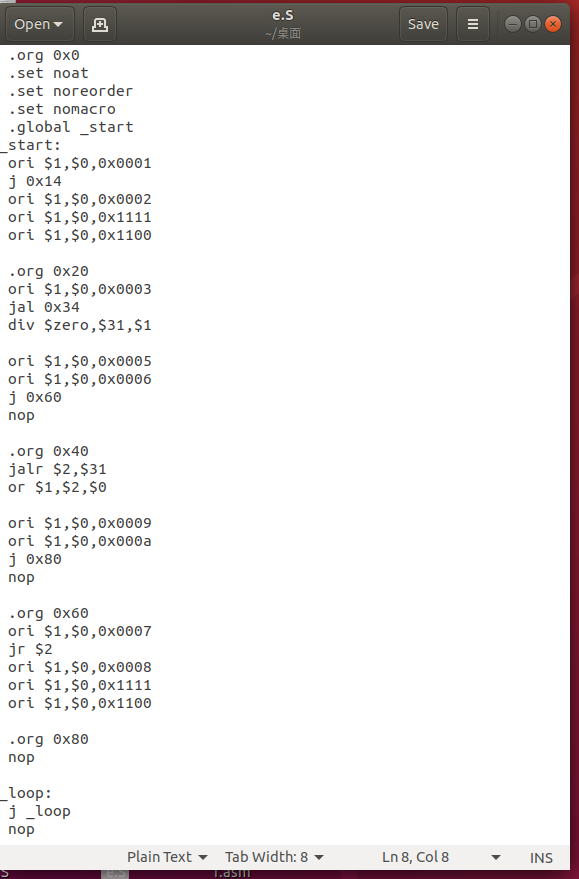 Open
e.S
~/桌面
Save
.org 0x0
.set noat
.set noreorder
.set nomacro
.global _start
_start:
ori $1,$0,0x0001
j 0x14
ori $1,$0,0x0002
ori $1,$0,0x1111
ori $1,$0,0x1100
.org 0x20
ori $1,$0,0x0003
jal 0x34
div $zero,$31,$1
ori $1,$0,0x0005
ori $1,$0,0x0006
j 0x60
nop
.org 0x40
jalr $2,$31
or $1,$2,$0
ori $1,$0,0x0009
ori $1,$0,0x000a
j 0x80
nop
.org 0x60
ori $1,$0,0x0007
jr $2
ori $1,$0,0x0008
ori $1,$0,0x1111
ori $1,$0,0x1100
.org 0x80
nop
_loop:
j _loop
nop
Plain Text Tab Width: 8 Ln 8, Col 8 INS